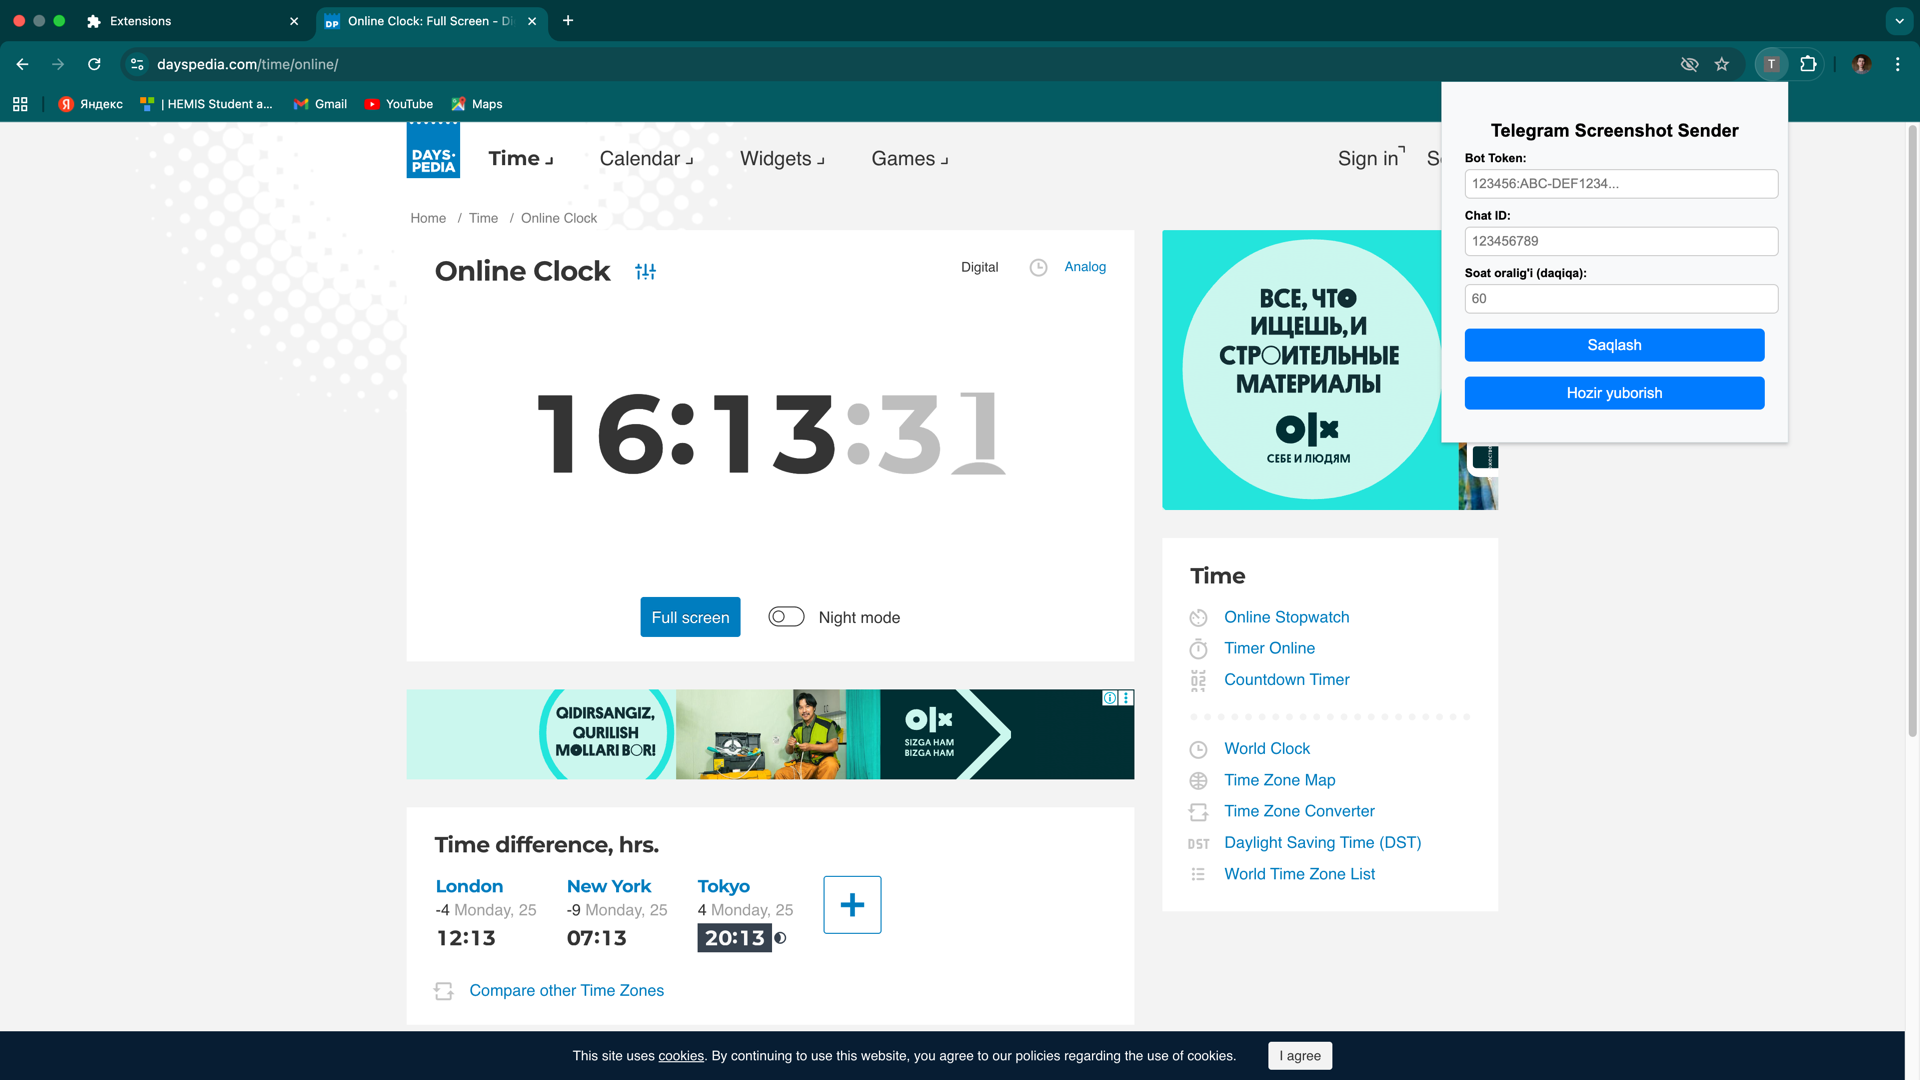 Extensions
Online Clock: Full Screen - Di
dayspedia.com/time/online/
T
Яндекс
| HEMIS Student a...
Gmail
YouTube
Maps
DAYS•
PEDIA
Time
Calendar
Widgets
Games
Sign in
Home / Time / Online Clock
Online Clock
Digital
Analog
16:13:31
Full screen
Night mode
QIDIRSANGIZ,
QURILISH
MOLLARI BOR!
olx
SIZGA HAM
BIZGA HAM
Time difference, hrs.
London
-4 Monday, 25
12:13
New York
-9 Monday, 25
07:13
Tokyo
4 Monday, 25
20:13
Compare other Time Zones
ВСЕ, ЧТО
ИЩЕШЬ, И
СТРОИТЕЛЬНЫЕ
МАТЕРИАЛЫ
olx
СЕБЕ И ЛЮДЯМ
Time
Online Stopwatch
Timer Online
Countdown Timer
World Clock
Time Zone Map
Time Zone Converter
DST Daylight Saving Time (DST)
World Time Zone List
Telegram Screenshot Sender
Bot Token:
123456:ABC-DEF1234...
Chat ID:
123456789
Soat oralig'i (daqiqa):
60
Saqlash
Hozir yuborish
This site uses cookies. By continuing to use this website, you agree to our policies regarding the use of cookies.
I agree